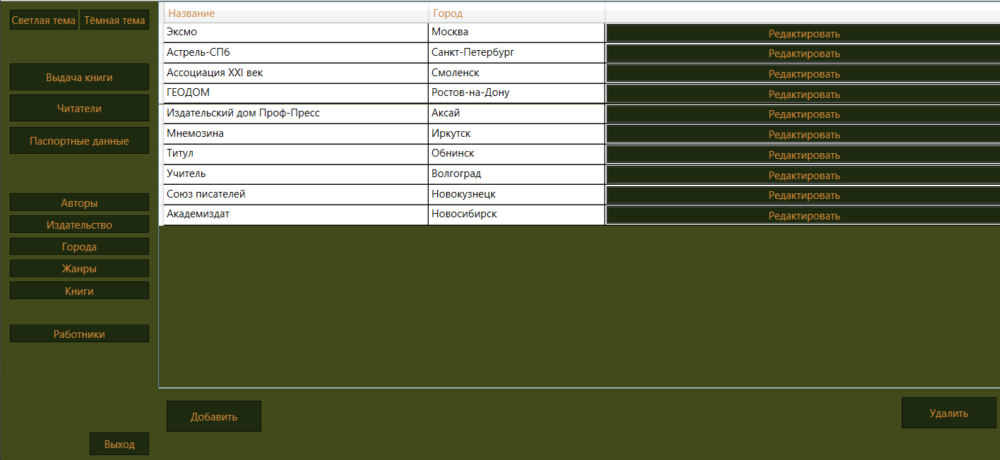 Светлая тема Тёмная тема
Выдача книги
Читатели
Паспортные данные
Авторы
Издательство
Города
Жанры
Книги
Работники
Выход
Название Город
Эксмо Москва Редактировать
Астрель-СПб Санкт-Петербург Редактировать
Ассоциация XXI век Смоленск Редактировать
ГЕОДОМ Ростов-на-Дону Редактировать
Издательский дом Проф-Пресс Аксай Редактировать
Мнемозина Иркутск Редактировать
Титул Обнинск Редактировать
Учитель Волгоград Редактировать
Союз писателей Новокузнецк Редактировать
Академиздат Новосибирск Редактировать
Добавить Удалить